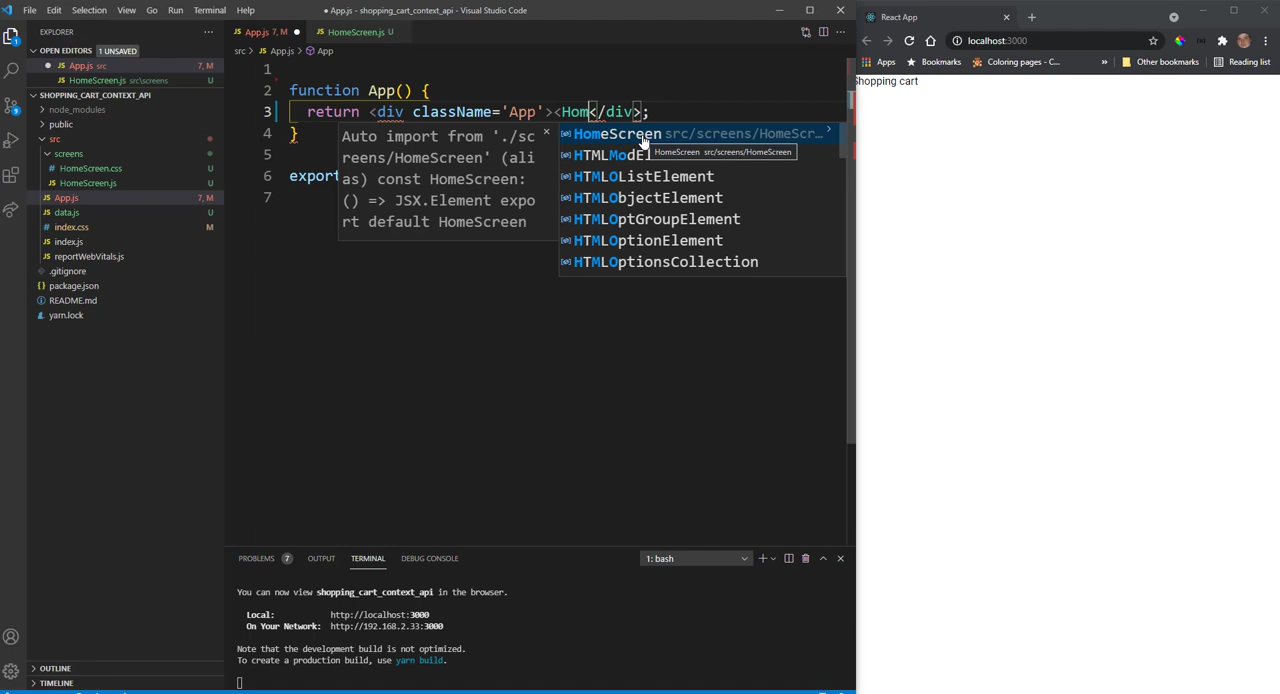 File Edit Selection View Go Run Terminal Help
● App.js - shopping_cart_context_api - Visual Studio Code
EXPLORER
OPEN EDITORS 1 UNSAVED
● JS App.js src 7, M
JS HomeScreen.js src\screens U
SHOPPING_CART_CONTEXT_API
node_modules
public
src
screens
# HomeScreen.css U
JS HomeScreen.js U
JS App.js 7, M
JS data.js U
# index.css M
JS index.js
JS reportWebVitals.js
.gitignore
{} package.json
README.md
yarn.lock
OUTLINE
TIMELINE
JS App.js 7, M ●
JS HomeScreen.js U
src > JS App.js > App
1
2 function App() {
3 return <div className='App'><Hom</div>;
4 }
5
6 export
7
Auto import from './sc
reens/HomeScreen' (ali
as) const HomeScreen:
() => JSX.Element expo
rt default HomeScreen
HomeScreen src/screens/HomeScr...
HomeScreen src/screens/HomeScreen
HTMLModEl
HTMLOListElement
HTMLObjectElement
HTMLOptGroupElement
HTMLOptionElement
HTMLOptionsCollection
PROBLEMS 7 OUTPUT TERMINAL DEBUG CONSOLE
1: bash
You can now view shopping_cart_context_api in the browser.
Local: http://localhost:3000
On Your Network: http://192.168.2.33:3000
Note that the development build is not optimized.
To create a production build, use yarn build.
React App
localhost:3000
Apps Bookmarks Coloring pages - C... » Other bookmarks Reading list
Shopping cart